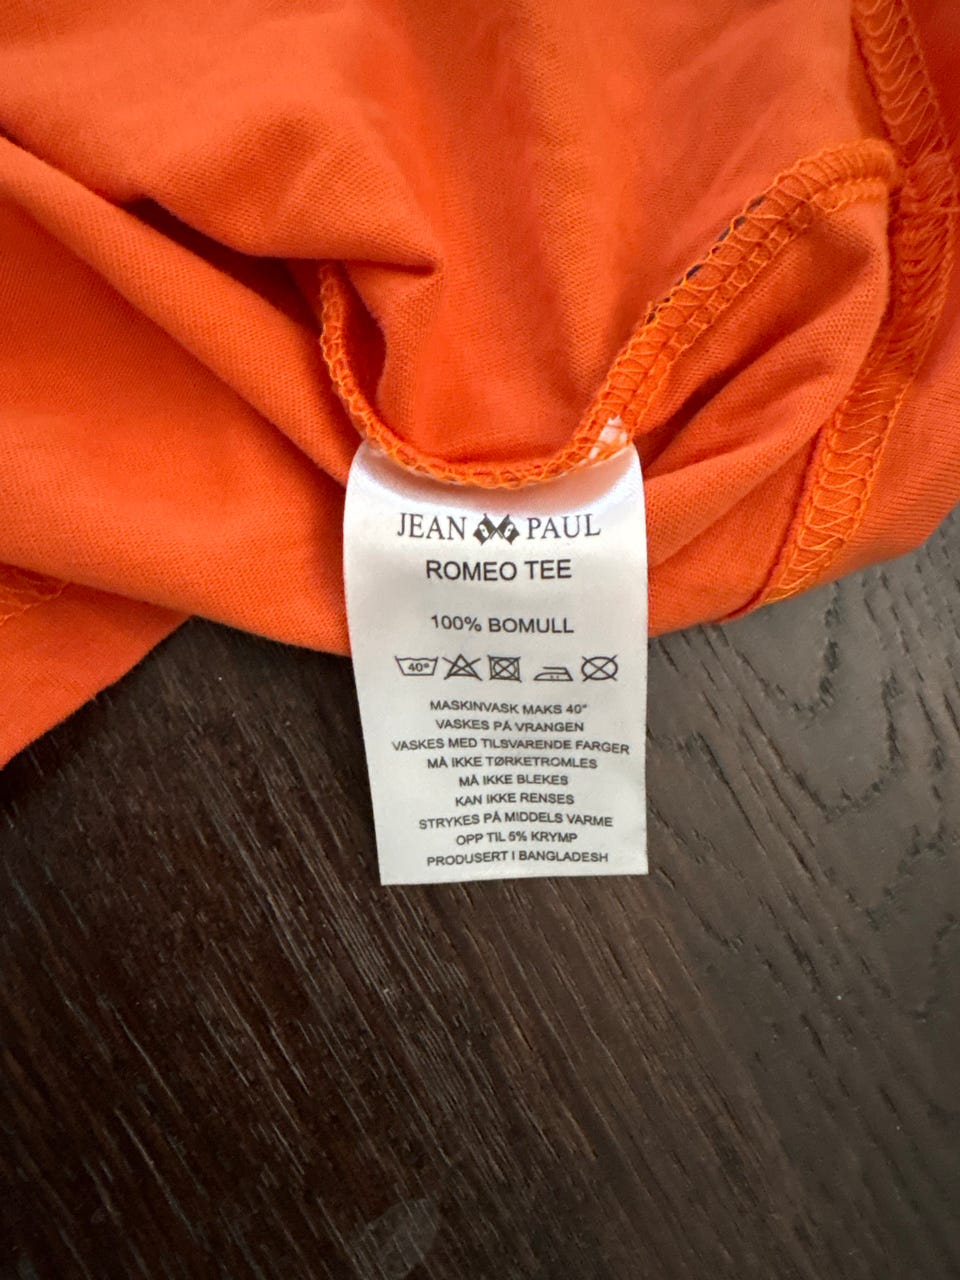 JEAN PAUL
ROMEO TEE
100% BOMULL
40°
MASKINVASK MAKS 40°
VASKES PÅ VRANGEN
VASKES MED TILSVARENDE FARGER
MÅ IKKE TØRKETROMLES
MÅ IKKE BLEKES
KAN IKKE RENSES
STRYKES PÅ MIDDELS VARME
OPP TIL 5% KRYMP
PRODUSERT I BANGLADESH